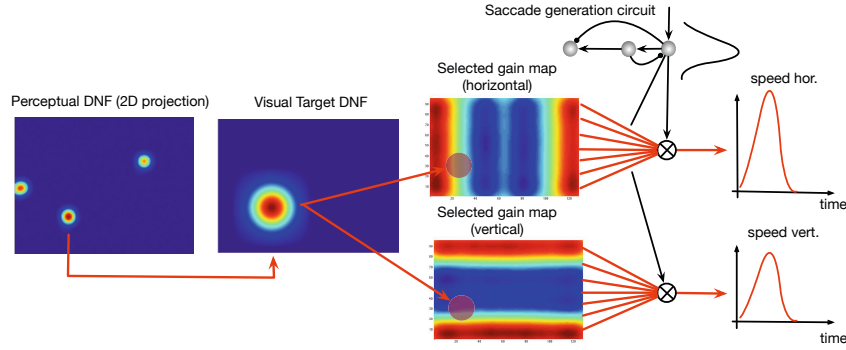 Saccade generation circuit
Perceptual DNF (2D projection)
Visual Target DNF
Selected gain map
(horizontal)
speed hor.
time
Selected gain map
(vertical)
speed vert.
time